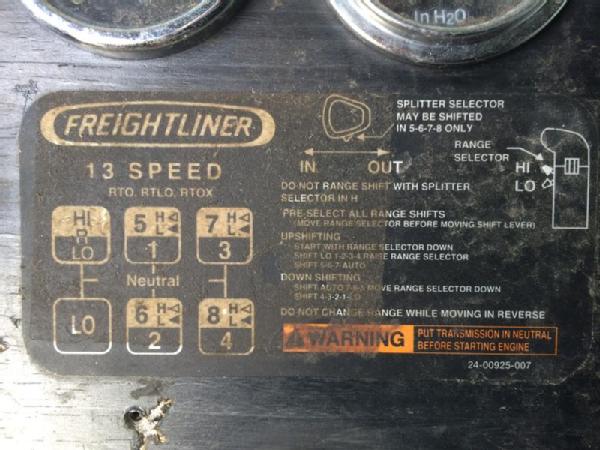 In H2O
FREIGHTLINER
13 SPEED
RTO, RTLO, RTOX
HI R LO
5 H L 1
7 H L 3
Neutral
LO
6 H L 2
8 H L 4
SPLITTER SELECTOR
MAY BE SHIFTED
IN 5-6-7-8 ONLY
RANGE
SELECTOR
HI
LO
IN OUT
DO NOT RANGE SHIFT WITH SPLITTER
SELECTOR IN H
PRE-SELECT ALL RANGE SHIFTS
(MOVE RANGE SELECTOR BEFORE MOVING SHIFT LEVER)
UPSHIFTING
START WITH RANGE SELECTOR DOWN
SHIFT LO 1-2-3-4 RAISE RANGE SELECTOR
SHIFT 5-6-7 AUTO
DOWN SHIFTING
SHIFT AUTO 7-6-5 MOVE RANGE SELECTOR DOWN
SHIFT 4-3-2-1-LO
DO NOT CHANGE RANGE WHILE MOVING IN REVERSE
WARNING
PUT TRANSMISSION IN NEUTRAL
BEFORE STARTING ENGINE
24-00925-007